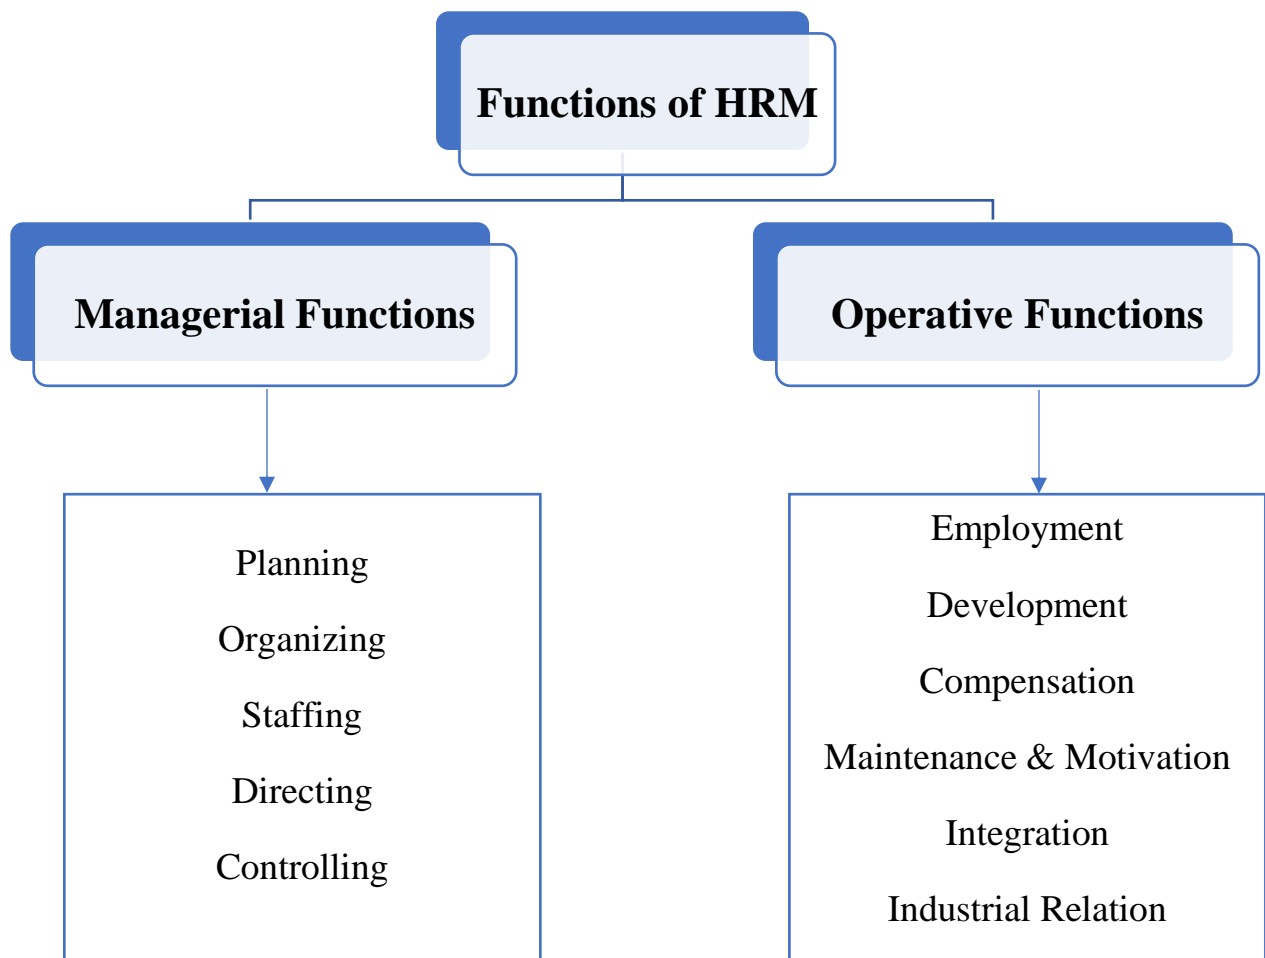 Functions of HRM
Managerial Functions
Operative Functions
Planning
Organizing
Staffing
Directing
Controlling
Employment
Development
Compensation
Maintenance & Motivation
Integration
Industrial Relation